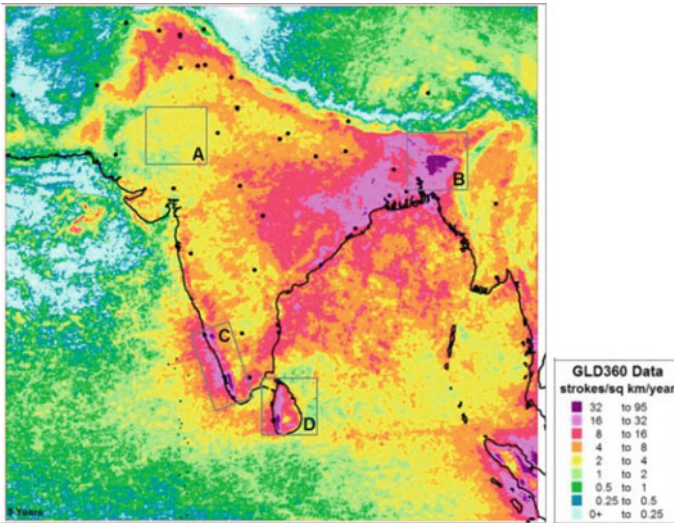 A
B
C
D
5 Years
GLD360 Data
strokes/sq km/year
32 to 95
16 to 32
8 to 16
4 to 8
2 to 4
1 to 2
0.5 to 1
0.25 to 0.5
0+ to 0.25